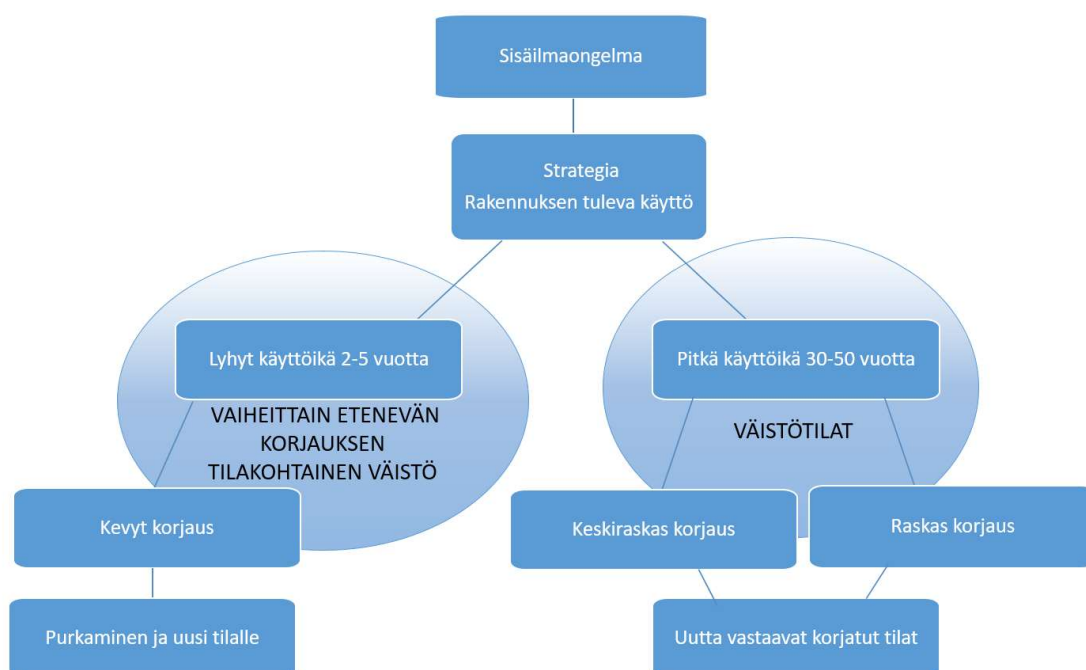 Sisäilmaongelma
Strategia
Rakennuksen tuleva käyttö
Lyhyt käyttöikä 2-5 vuotta
VAIHEITTAIN ETENEVÄN
KORJAUKSEN
TILAKOHTAINEN VÄISTÖ
Pitkä käyttöikä 30-50 vuotta
VÄISTÖTILAT
Kevyt korjaus
Keskiraskas korjaus
Raskas korjaus
Purkaminen ja uusi tilalle
Uutta vastaavat korjatut tilat